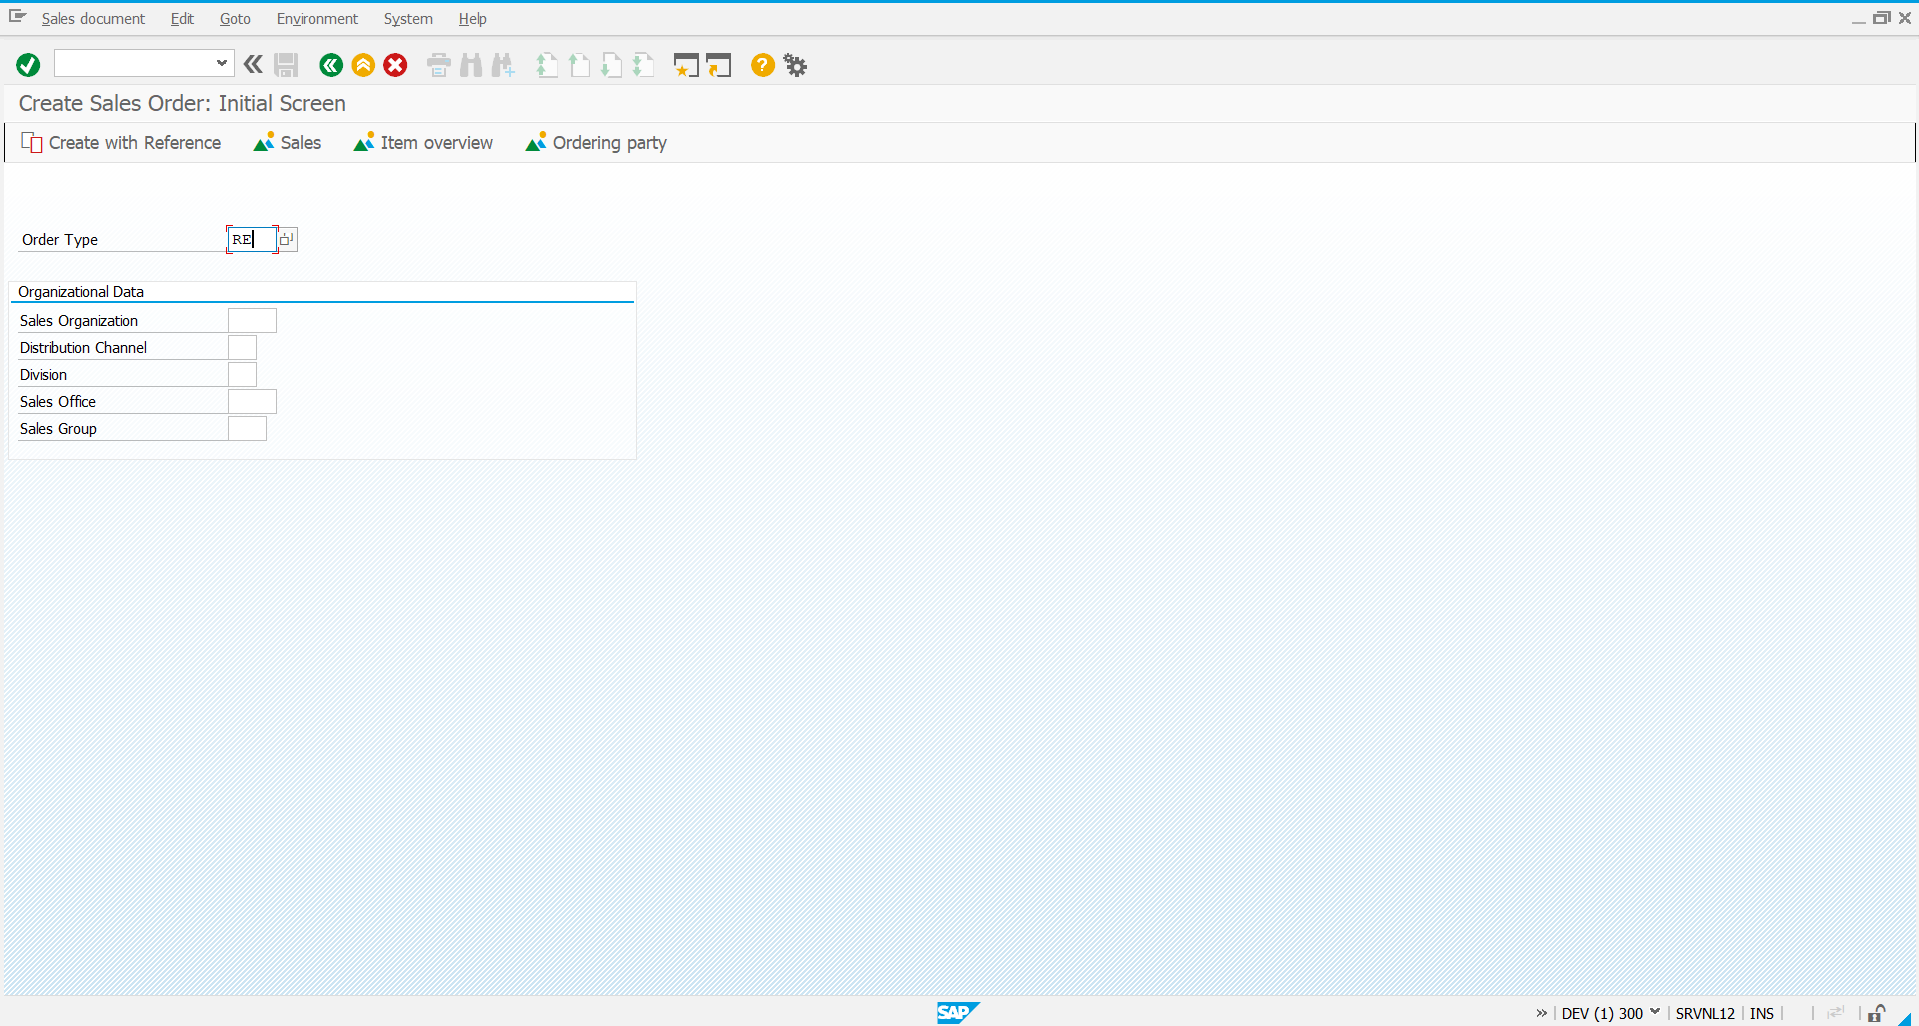 Sales document Edit Goto Environment System Help
Create Sales Order: Initial Screen
Create with Reference Sales Item overview Ordering party
Order Type RE
Organizational Data
Sales Organization
Distribution Channel
Division
Sales Office
Sales Group
SAP » DEV (1) 300 SRVNL12 INS